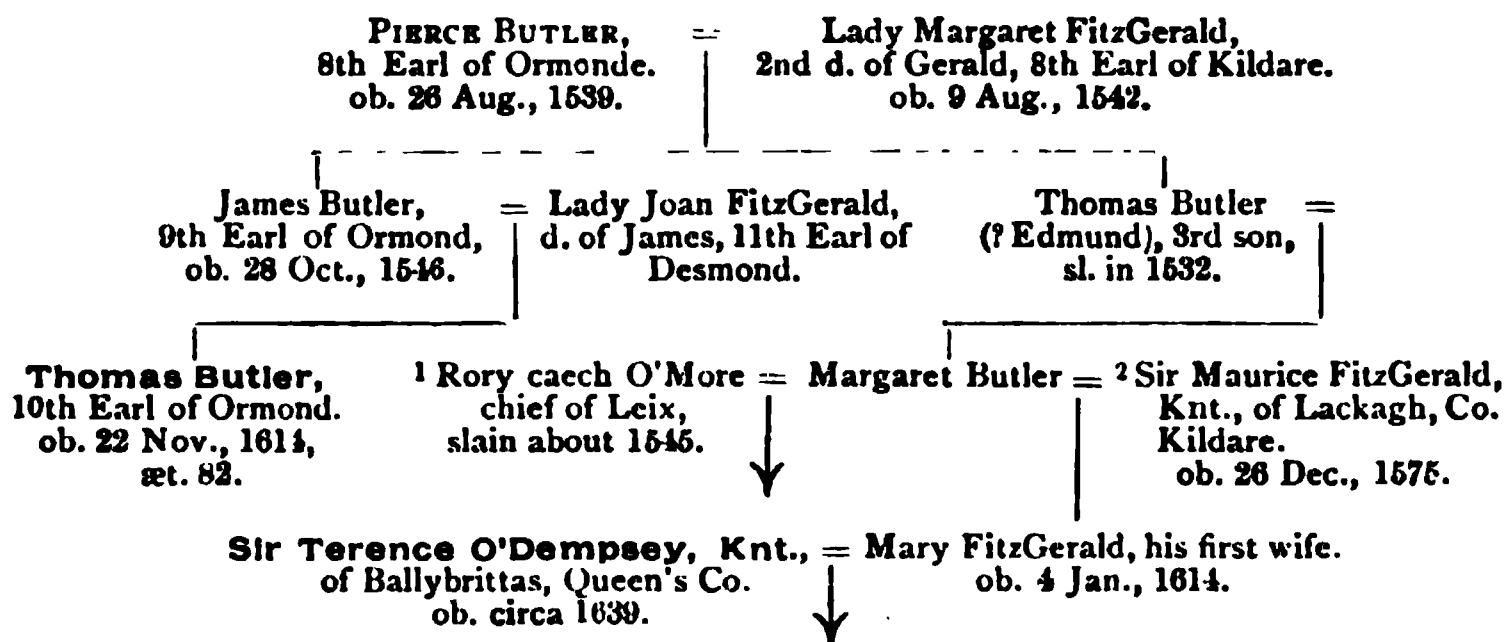 PIERCE BUTLER,
8th Earl of Ormonde.
ob. 26 Aug., 1539.
=
Lady Margaret FitzGerald,
2nd d. of Gerald, 8th Earl of Kildare.
ob. 9 Aug., 1542.
James Butler,
9th Earl of Ormond,
ob. 28 Oct., 1546.
=
Lady Joan FitzGerald,
d. of James, 11th Earl of
Desmond.
Thomas Butler =
(? Edmund), 3rd son,
sl. in 1532.
Thomas Butler,
10th Earl of Ormond.
ob. 22 Nov., 1614,
æt. 82.
1 Rory caech O'More =
chief of Leix,
slain about 1545.
Margaret Butler =
2 Sir Maurice FitzGerald,
Knt., of Lackagh, Co.
Kildare.
ob. 26 Dec., 1575.
Sir Terence O'Dempsey, Knt., =
of Ballybrittas, Queen's Co.
ob. circa 1639.
Mary FitzGerald, his first wife.
ob. 4 Jan., 1614.